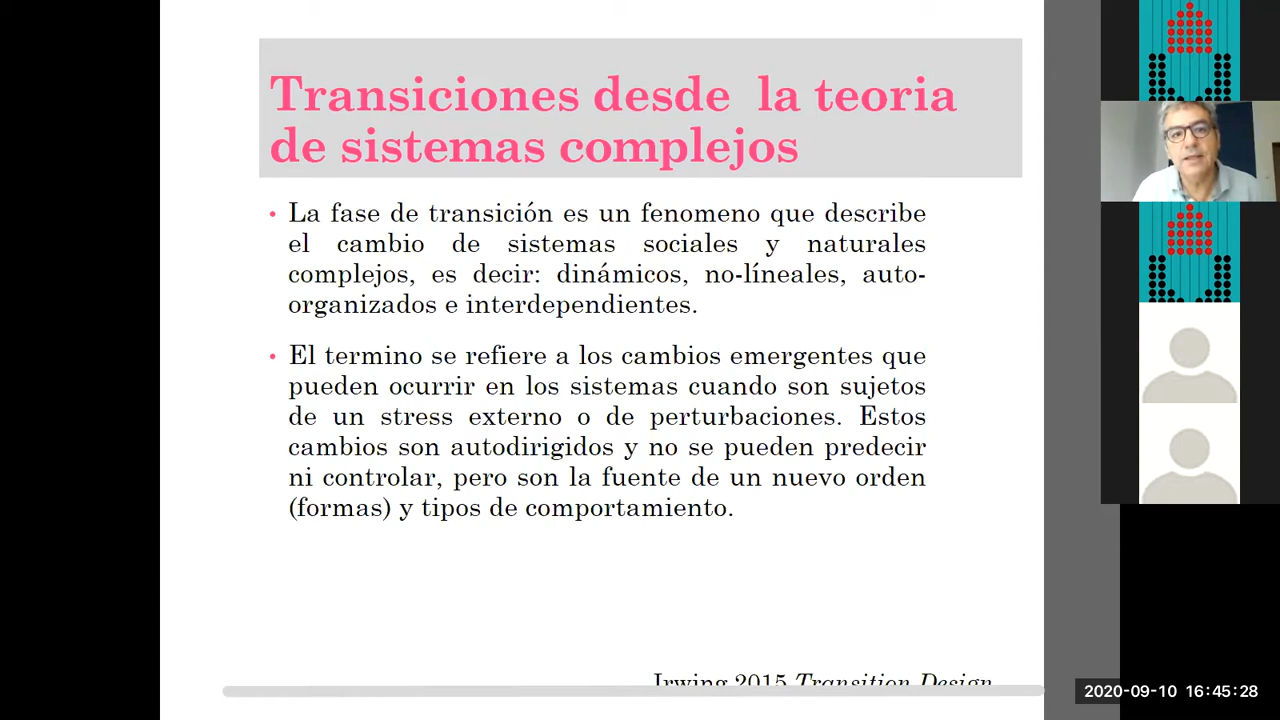 Transiciones desde la teoria
de sistemas complejos
• La fase de transición es un fenomeno que describe
el cambio de sistemas sociales y naturales
complejos, es decir: dinámicos, no-líneales, auto-
organizados e interdependientes.
• El termino se refiere a los cambios emergentes que
pueden ocurrir en los sistemas cuando son sujetos
de un stress externo o de perturbaciones. Estos
cambios son autodirigidos y no se pueden predecir
ni controlar, pero son la fuente de un nuevo orden
(formas) y tipos de comportamiento.
Irwing 2015 Transition Design
2020-09-10 16:45:28